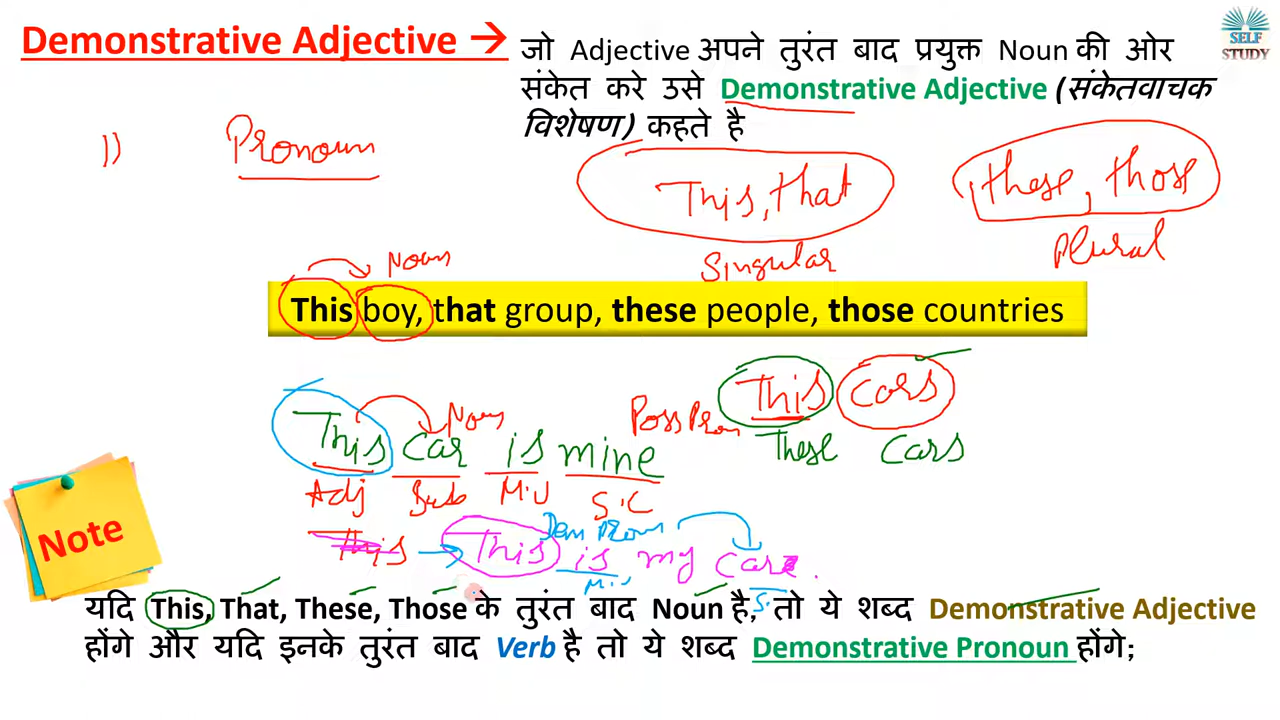 Demonstrative Adjective →
जो Adjective अपने तुरंत बाद प्रयुक्त Noun की ओर
संकेत करे उसे Demonstrative Adjective (संकेतवाचक
विशेषण) कहते है
SELF
STUDY
1) Pronoun
This, that
, these, those
Singular
Plural
Noun
This boy, that group, these people, those countries
This Cars
These Cars
Noun
Poss Pron
This Car is mine
Adj Sub M.V S.C
Dem Pron
This → This is my Car.
M.V
S.
Note
यदि This, That, These, Those के तुरंत बाद Noun है, तो ये शब्द Demonstrative Adjective
होंगे और यदि इनके तुरंत बाद Verb है तो ये शब्द Demonstrative Pronoun होंगे;